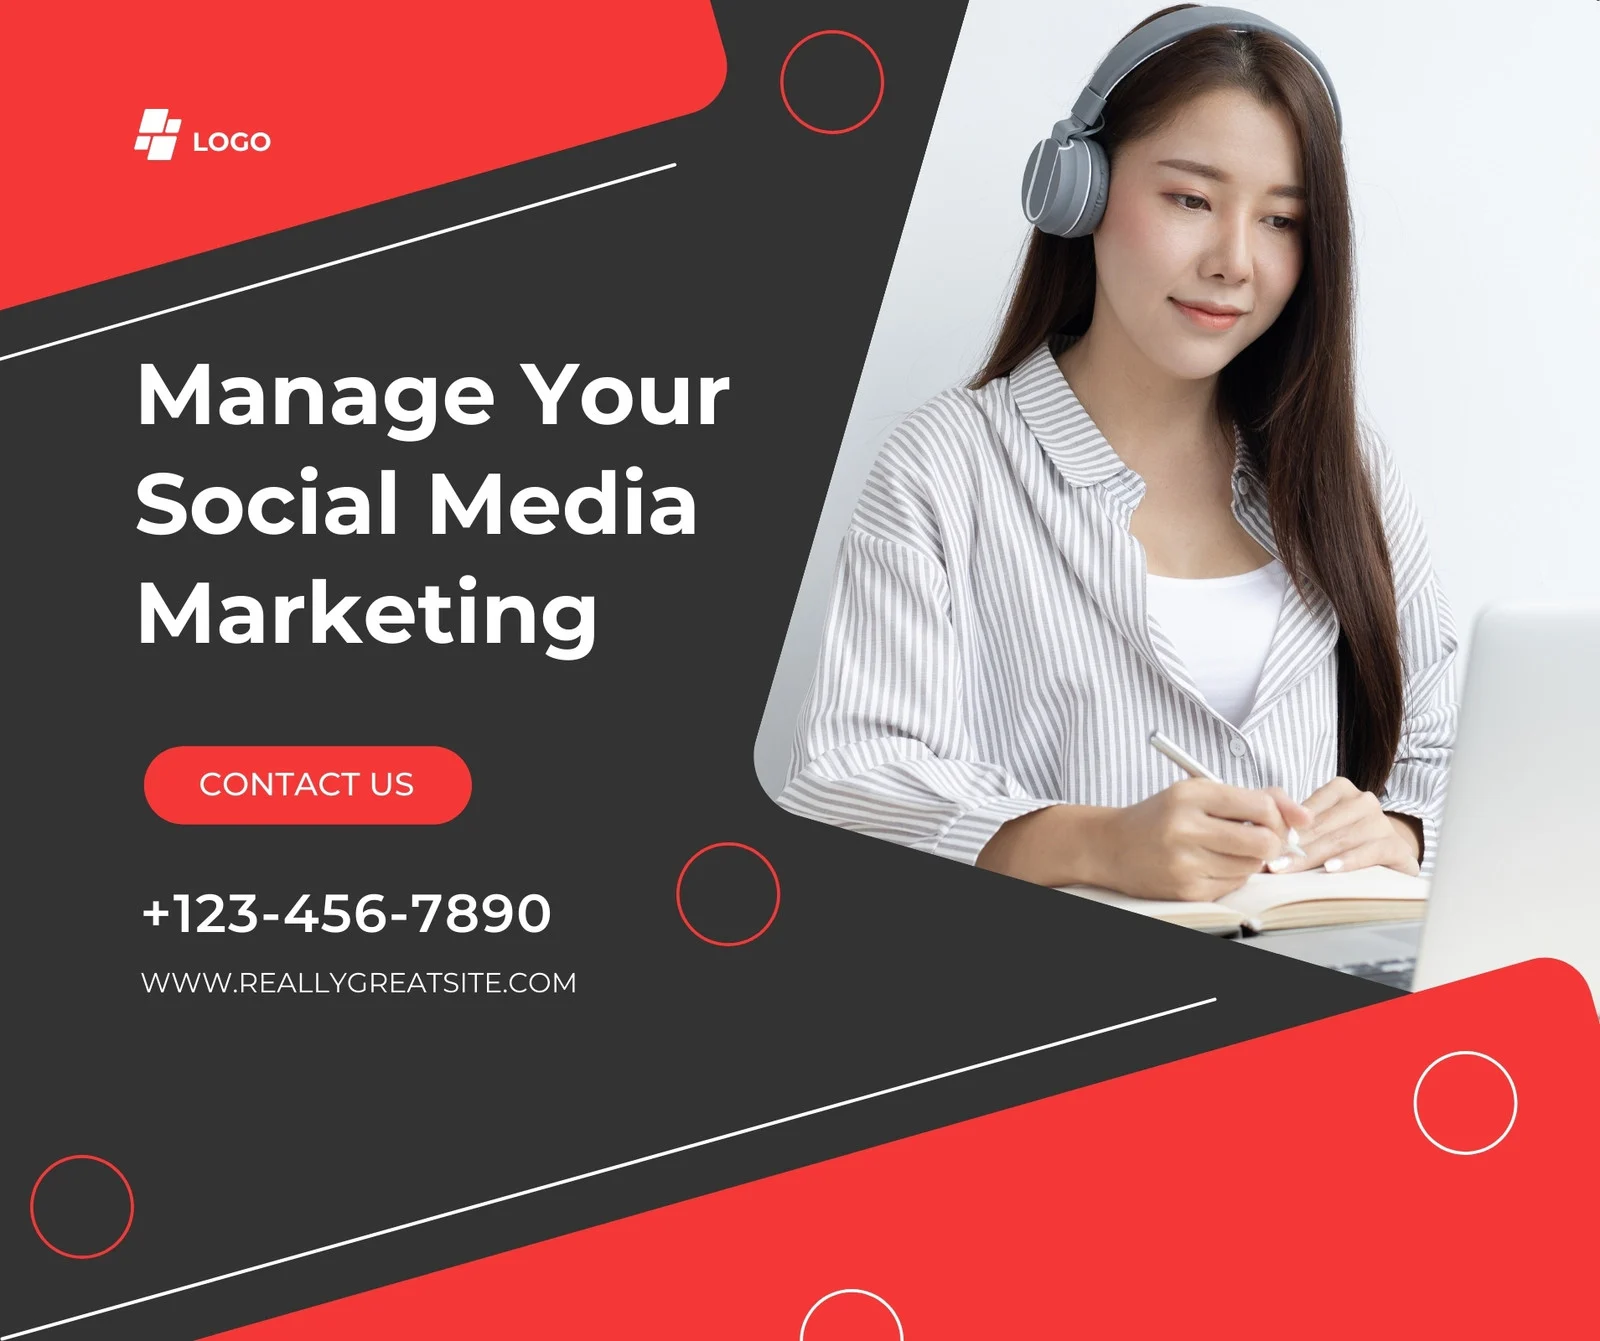 LOGO
Manage Your
Social Media
Marketing
CONTACT US
+123-456-7890
WWW.REALLYGREATSITE.COM